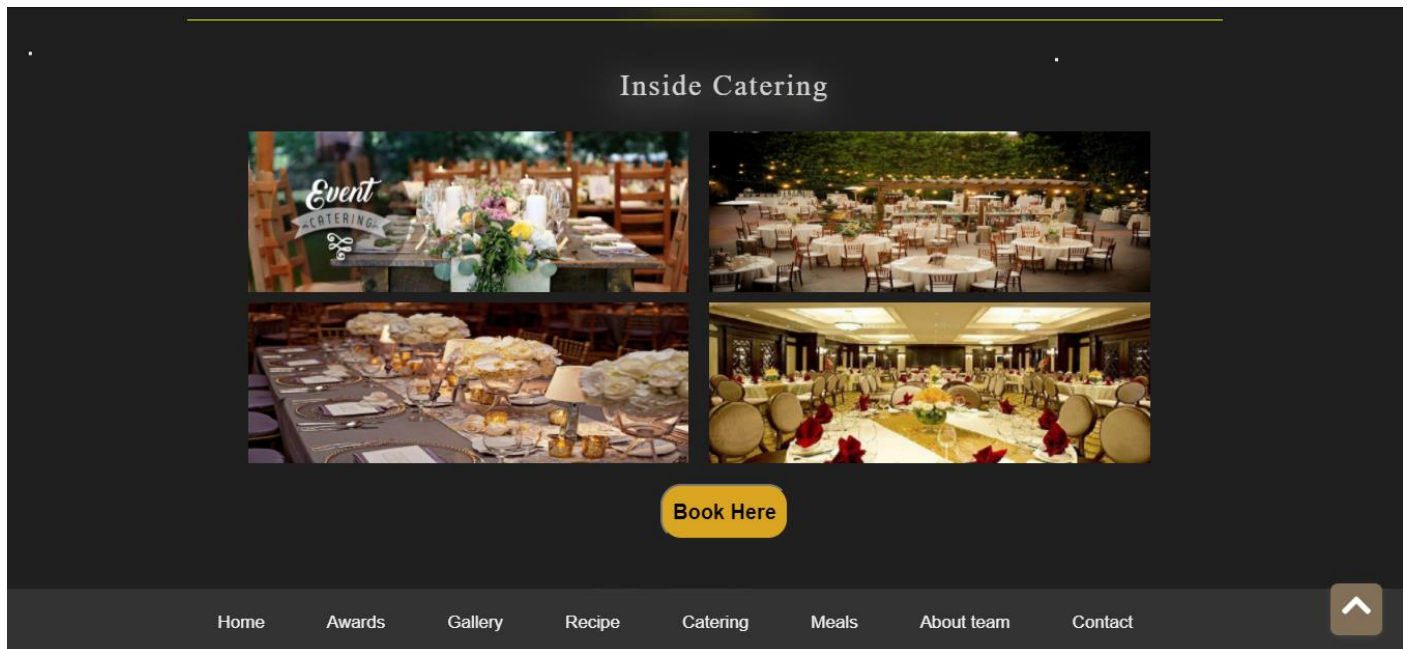 Inside Catering
Event
CATERING
Book Here
Home Awards Gallery Recipe Catering Meals About team Contact